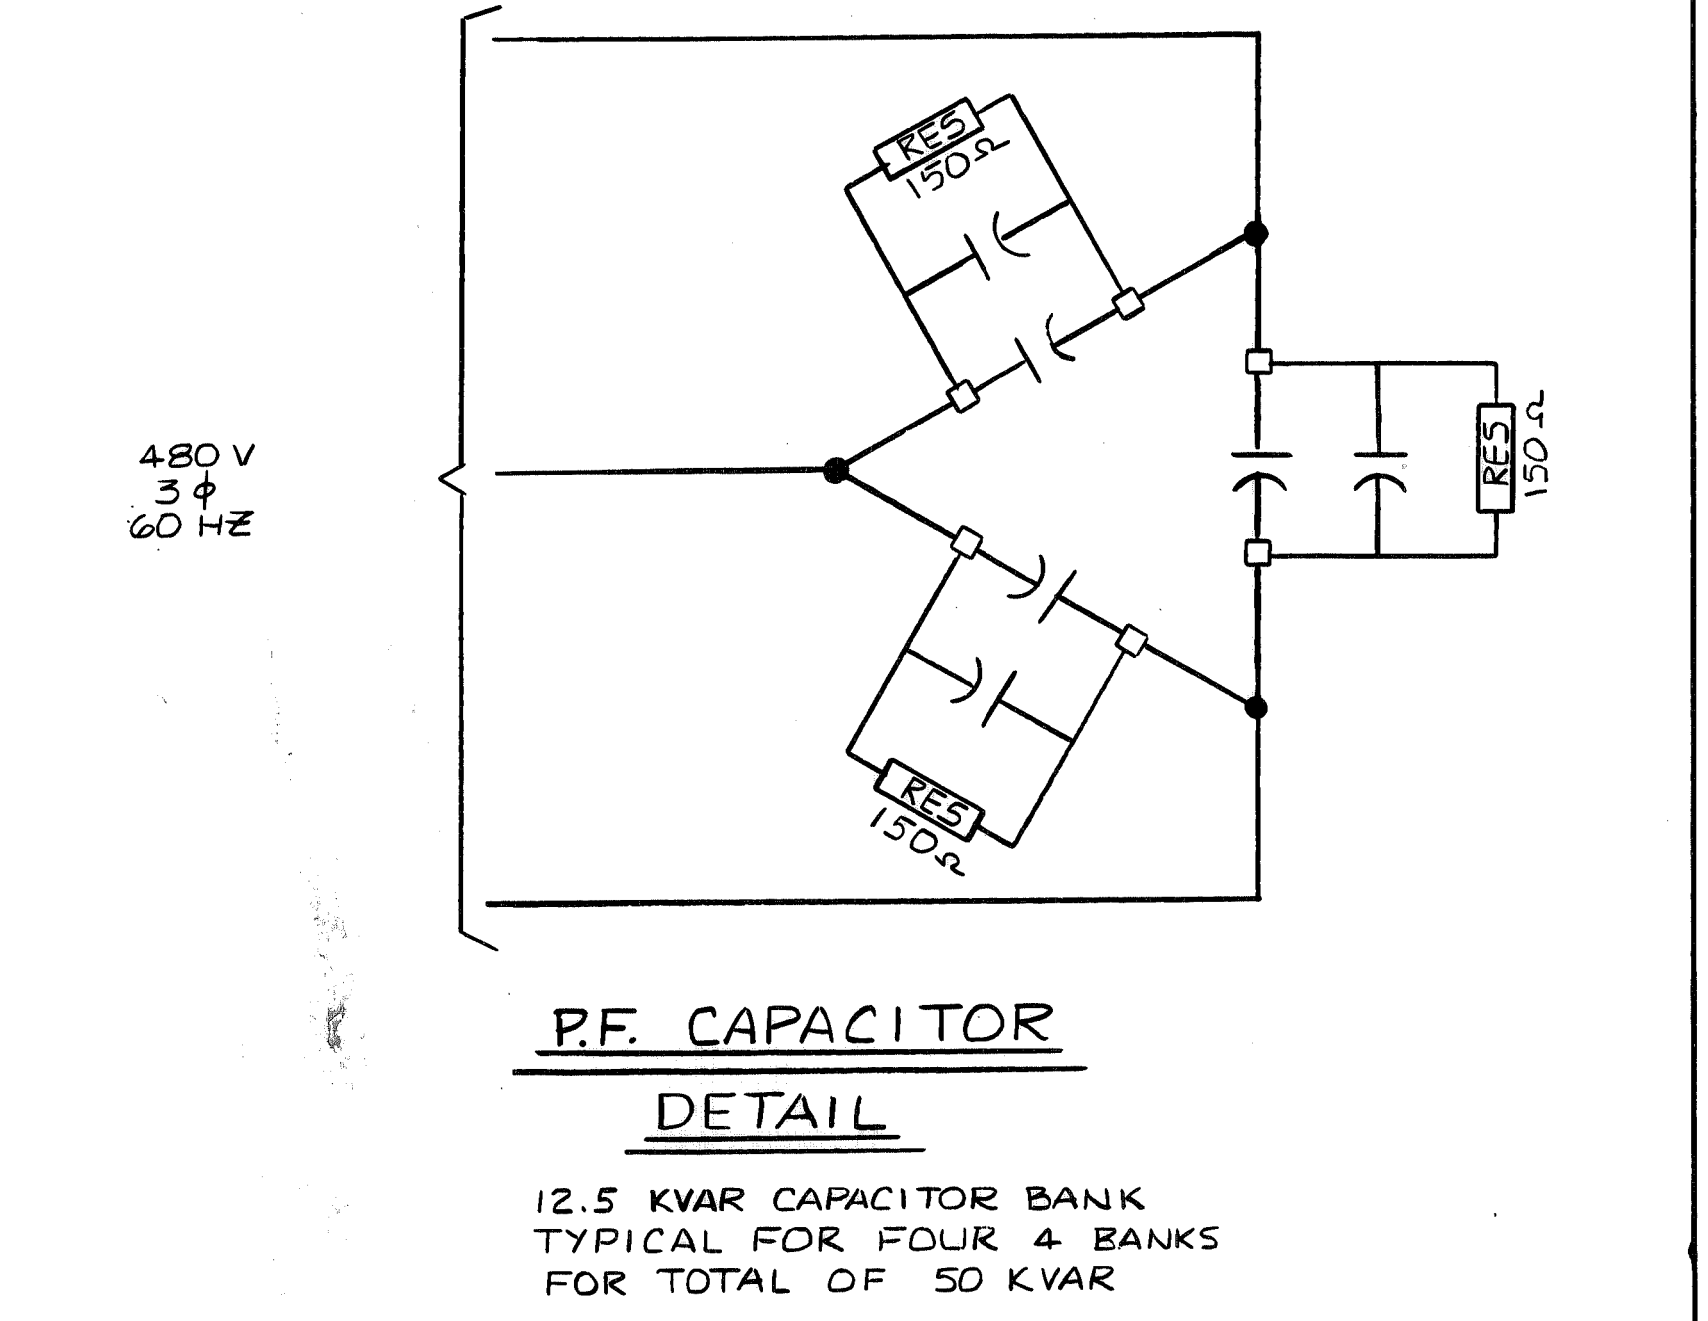 RES
150Ω
480 V
3 ϕ
60 HZ
RES
150Ω
RES
150Ω
P.F. CAPACITOR
DETAIL
12.5 KVAR CAPACITOR BANK
TYPICAL FOR FOUR 4 BANKS
FOR TOTAL OF 50 KVAR